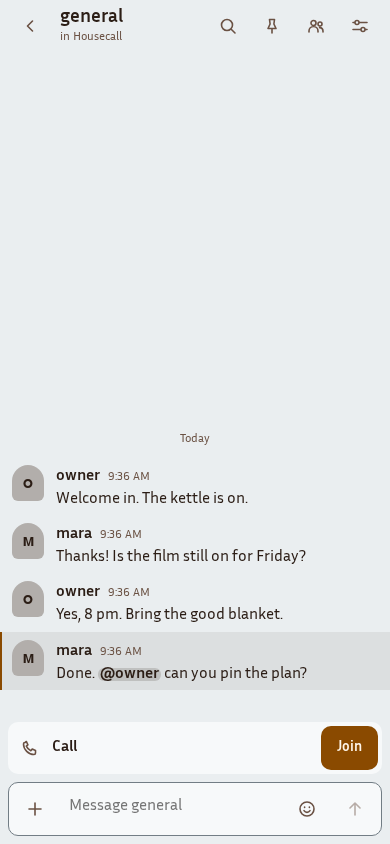 general
in Housecall
Today
O
owner 9:36 AM
Welcome in. The kettle is on.
M
mara 9:36 AM
Thanks! Is the film still on for Friday?
O
owner 9:36 AM
Yes, 8 pm. Bring the good blanket.
M
mara 9:36 AM
Done. @owner can you pin the plan?
Call
Join
Message general